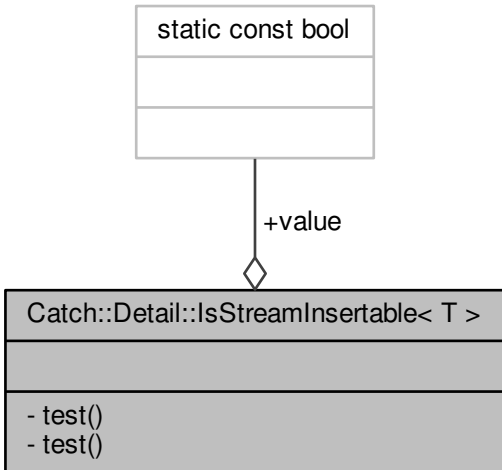 static const bool
+value
Catch::Detail::IsStreamInsertable< T >
- test()
- test()